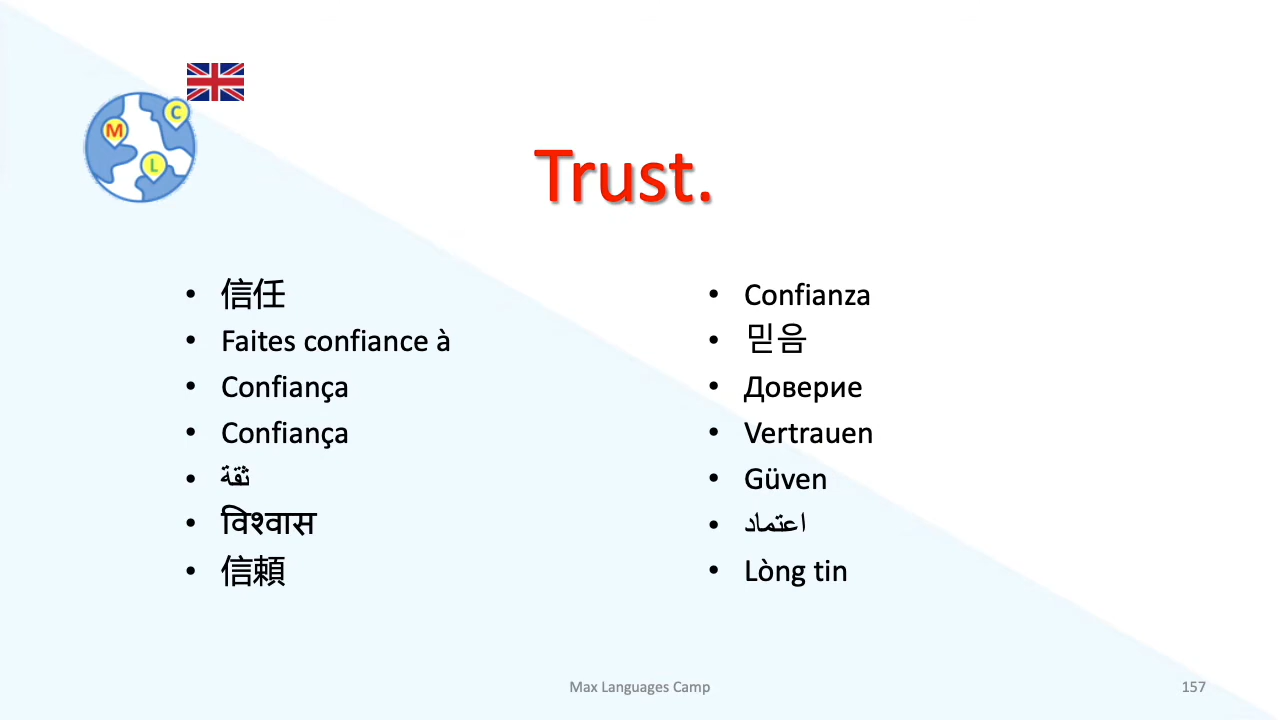 M
C
L
Trust.
• 信任
• Faites confiance à
• Confiança
• Confiança
• ثقة
• विश्वास
• 信頼
• Confianza
• 믿음
• Доверие
• Vertrauen
• Güven
• اعتماد
• Lòng tin
Max Languages Camp
157